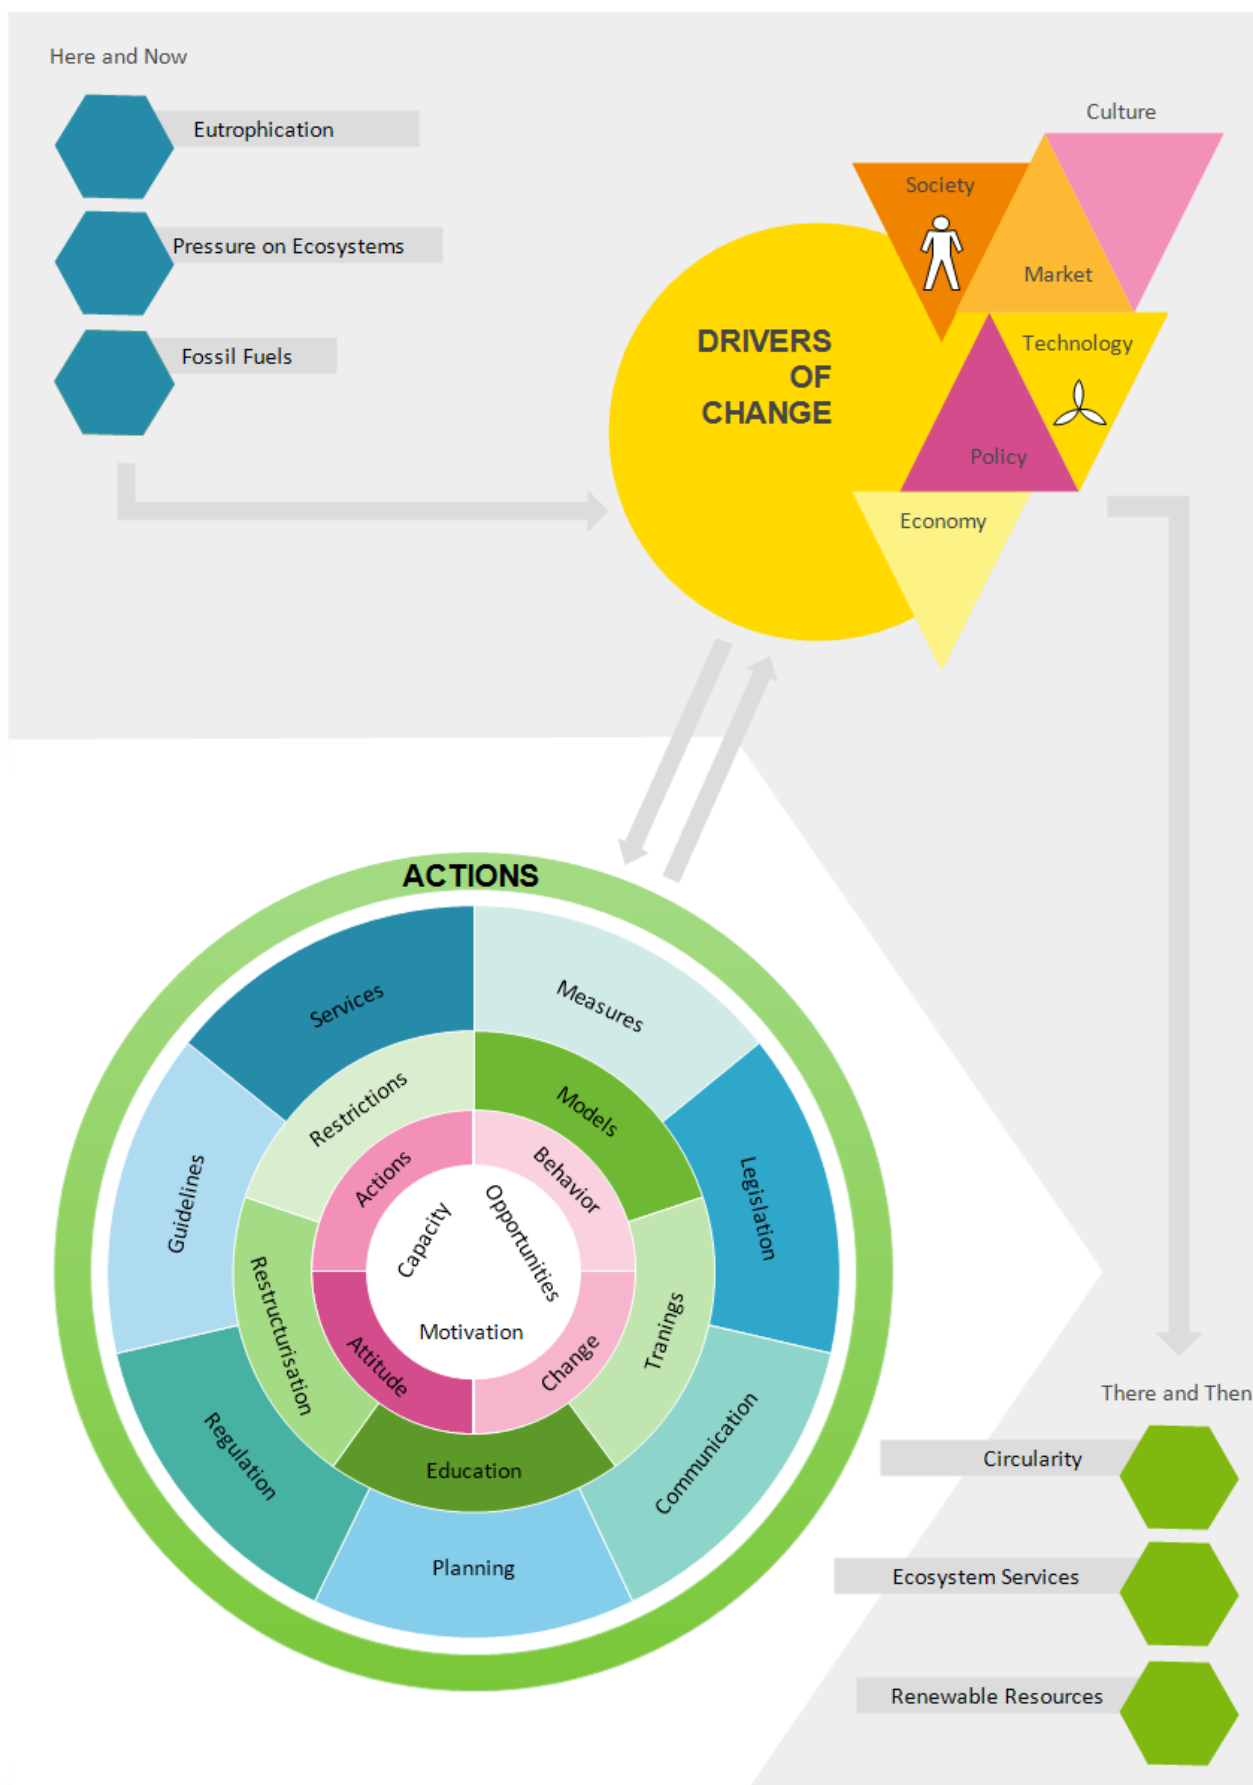 Here and Now
Eutrophication
Pressure on Ecosystems
Fossil Fuels
Culture
Society
Market
Technology
Policy
Economy
DRIVERS
OF
CHANGE
ACTIONS
Services
Measures
Legislation
Communication
Planning
Regulation
Guidelines
Restrictions
Models
Tranings
Education
Restructurisation
Actions
Behavior
Change
Attitude
Capacity
Opportunities
Motivation
There and Then
Circularity
Ecosystem Services
Renewable Resources